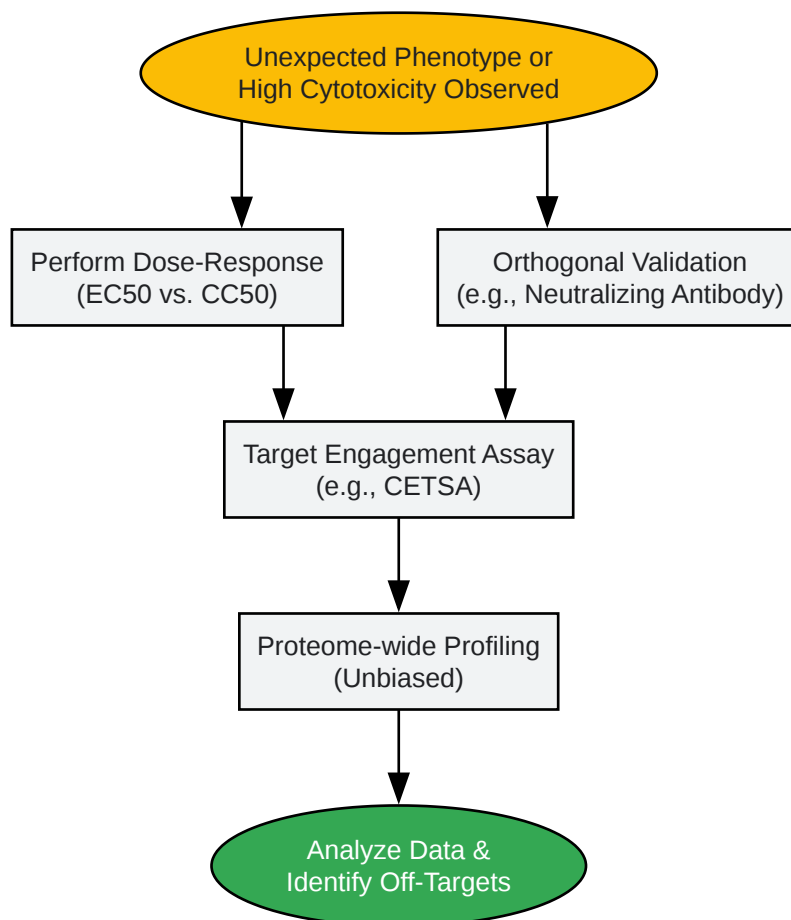 Unexpected Phenotype or
High Cytotoxicity Observed
Perform Dose-Response
(EC50 vs. CC50)
Orthogonal Validation
(e.g., Neutralizing Antibody)
Target Engagement Assay
(e.g., CETSA)
Proteome-wide Profiling
(Unbiased)
Analyze Data &
Identify Off-Targets